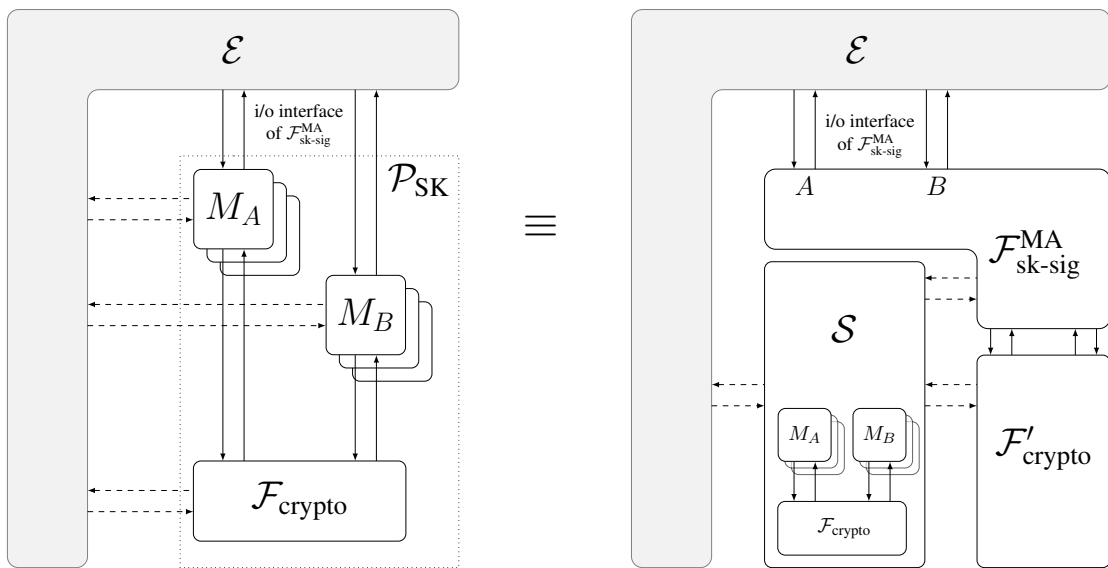 ℰ
i/o interface
of ℱ^MA_sk-sig
𝒫_SK
M_A
M_B
ℱ_crypto
≡
ℰ
i/o interface
of ℱ^MA_sk-sig
A B
ℱ^MA_sk-sig
𝒮
M_A M_B
ℱ_crypto
ℱ′_crypto